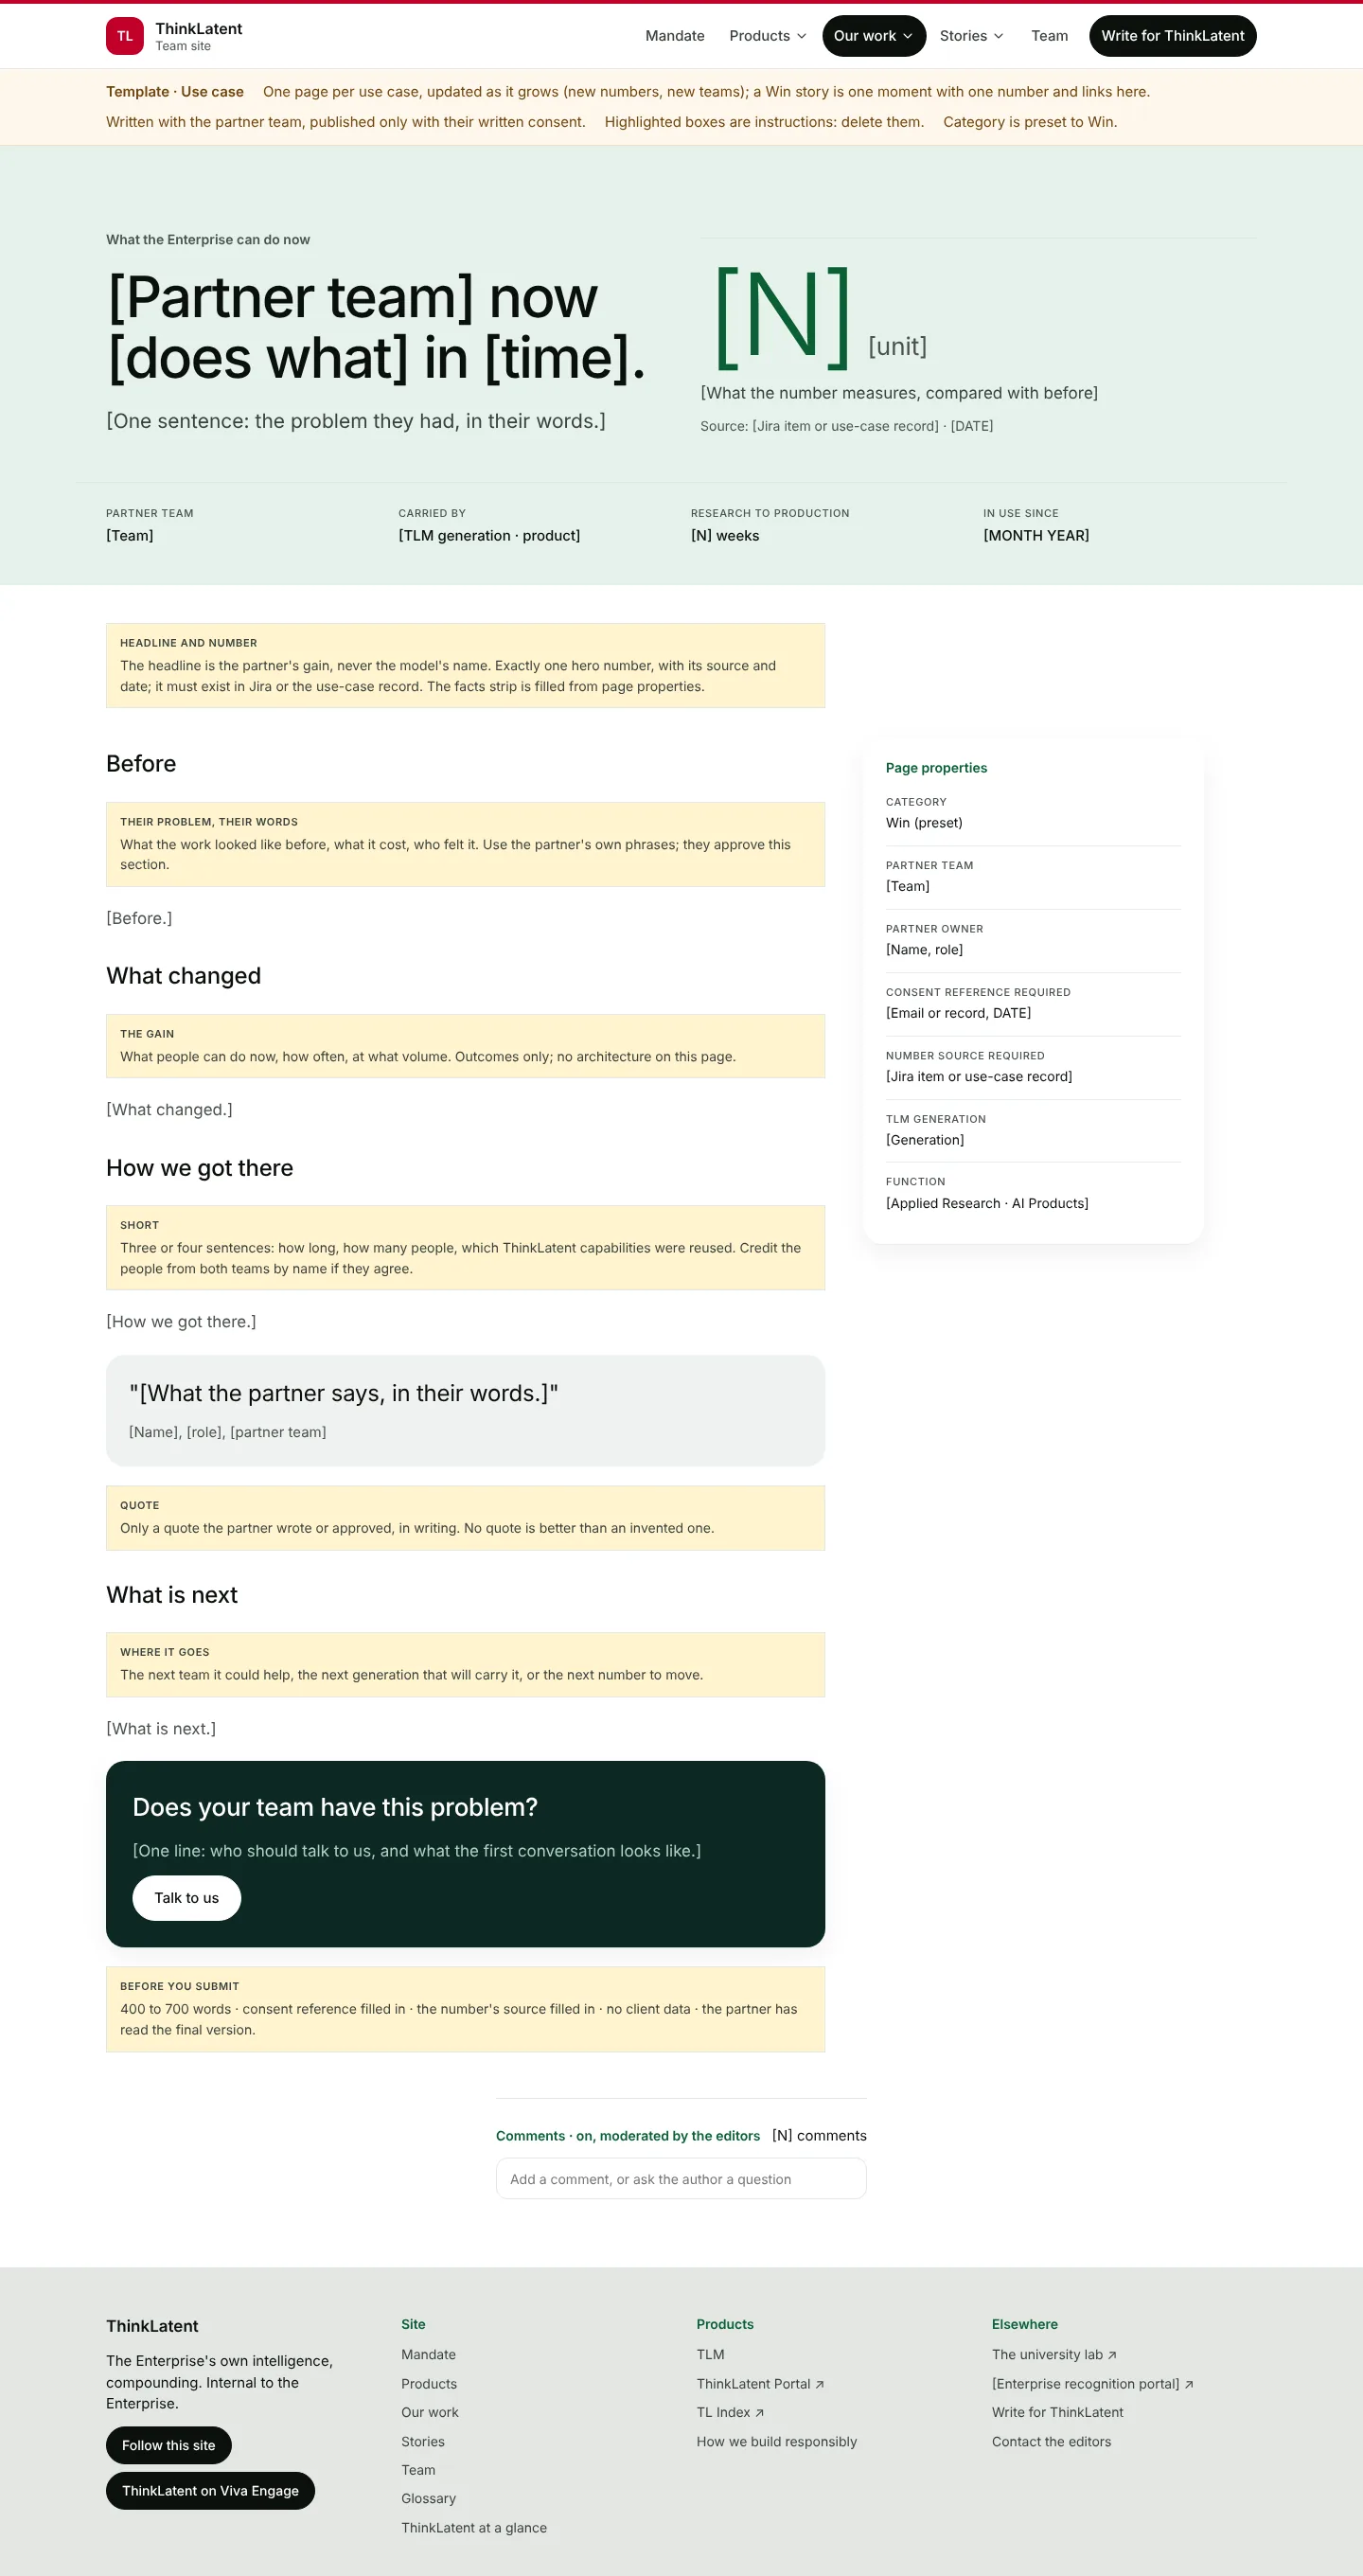 TL
ThinkLatent
Team site
Mandate
Products
Our work
Stories
Team
Write for ThinkLatent
Template · Use case One page per use case, updated as it grows (new numbers, new teams); a Win story is one moment with one number and links here.
Written with the partner team, published only with their written consent. Highlighted boxes are instructions: delete them. Category is preset to Win.
What the Enterprise can do now
[Partner team] now
[does what] in [time].
[One sentence: the problem they had, in their words.]
[N] [unit]
[What the number measures, compared with before]
Source: [Jira item or use-case record] · [DATE]
PARTNER TEAM
[Team]
CARRIED BY
[TLM generation · product]
RESEARCH TO PRODUCTION
[N] weeks
IN USE SINCE
[MONTH YEAR]
HEADLINE AND NUMBER
The headline is the partner's gain, never the model's name. Exactly one hero number, with its source and
date; it must exist in Jira or the use-case record. The facts strip is filled from page properties.
Before
THEIR PROBLEM, THEIR WORDS
What the work looked like before, what it cost, who felt it. Use the partner's own phrases; they approve this
section.
[Before.]
What changed
THE GAIN
What people can do now, how often, at what volume. Outcomes only; no architecture on this page.
[What changed.]
How we got there
SHORT
Three or four sentences: how long, how many people, which ThinkLatent capabilities were reused. Credit the
people from both teams by name if they agree.
[How we got there.]
"[What the partner says, in their words.]"
[Name], [role], [partner team]
QUOTE
Only a quote the partner wrote or approved, in writing. No quote is better than an invented one.
What is next
WHERE IT GOES
The next team it could help, the next generation that will carry it, or the next number to move.
[What is next.]
Does your team have this problem?
[One line: who should talk to us, and what the first conversation looks like.]
Talk to us
BEFORE YOU SUBMIT
400 to 700 words · consent reference filled in · the number's source filled in · no client data · the partner has
read the final version.
Page properties
CATEGORY
Win (preset)
PARTNER TEAM
[Team]
PARTNER OWNER
[Name, role]
CONSENT REFERENCE REQUIRED
[Email or record, DATE]
NUMBER SOURCE REQUIRED
[Jira item or use-case record]
TLM GENERATION
[Generation]
FUNCTION
[Applied Research · AI Products]
Comments · on, moderated by the editors [N] comments
Add a comment, or ask the author a question
ThinkLatent
The Enterprise's own intelligence,
compounding. Internal to the
Enterprise.
Follow this site
ThinkLatent on Viva Engage
Site
Mandate
Products
Our work
Stories
Team
Glossary
ThinkLatent at a glance
Products
TLM
ThinkLatent Portal ↗
TL Index ↗
How we build responsibly
Elsewhere
The university lab ↗
[Enterprise recognition portal] ↗
Write for ThinkLatent
Contact the editors